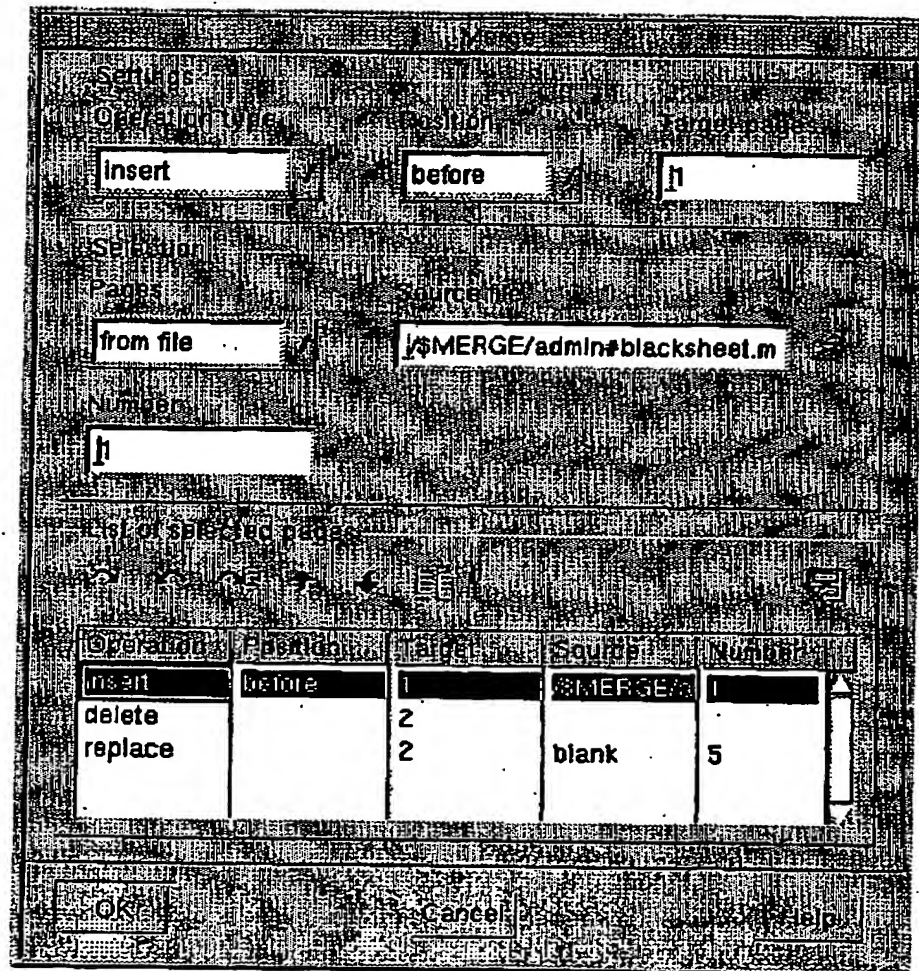 Merge
Settings
Operation type Position Target pages
insert before 1
Selection
Pages Source file
from file /$MERGE/admin#blacksheet.m
Number
1
List of selected pages
Operation Position Target Source Number
insert before 1 $MERGE/a 1
delete 2
replace 2 blank 5
OK Cancel Help